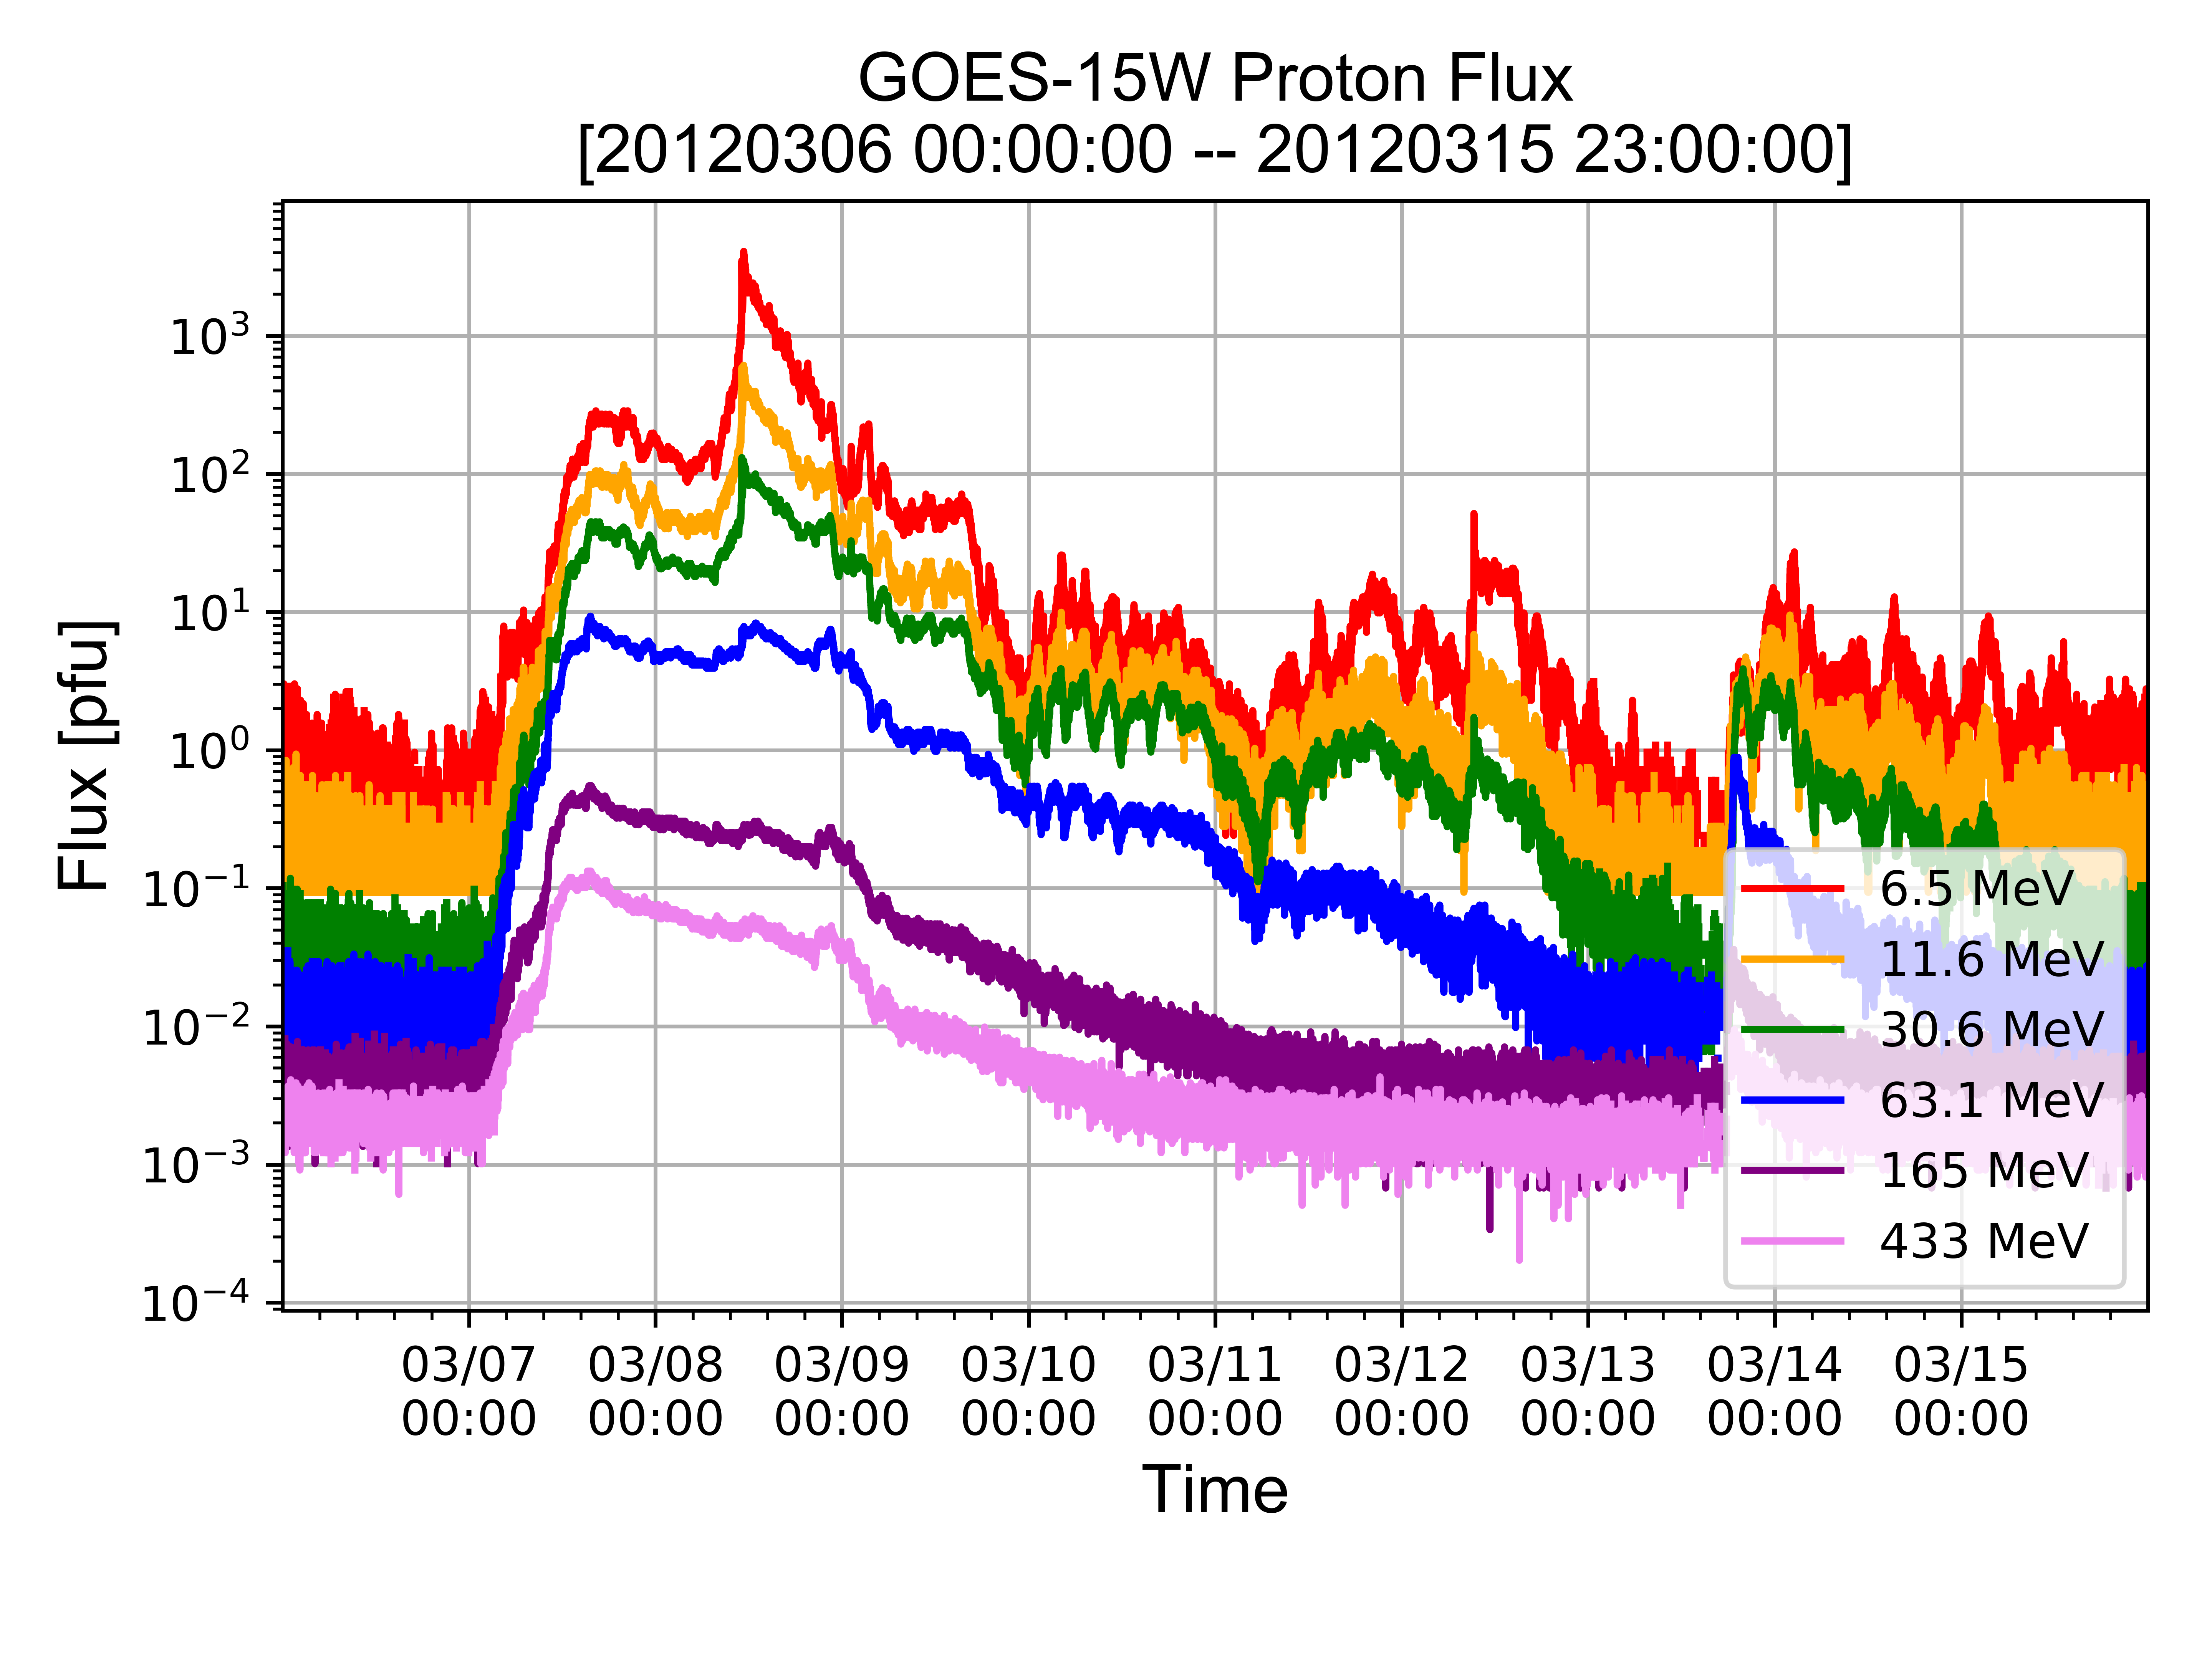 GOES-15W Proton Flux
[20120306 00:00:00 -- 20120315 23:00:00]
Flux [pfu]
10³
10²
10¹
10⁰
10⁻¹
10⁻²
10⁻³
10⁻⁴
6.5 MeV
11.6 MeV
30.6 MeV
63.1 MeV
165 MeV
433 MeV
03/07 03/08 03/09 03/10 03/11 03/12 03/13 03/14 03/15
00:00 00:00 00:00 00:00 00:00 00:00 00:00 00:00 00:00
Time